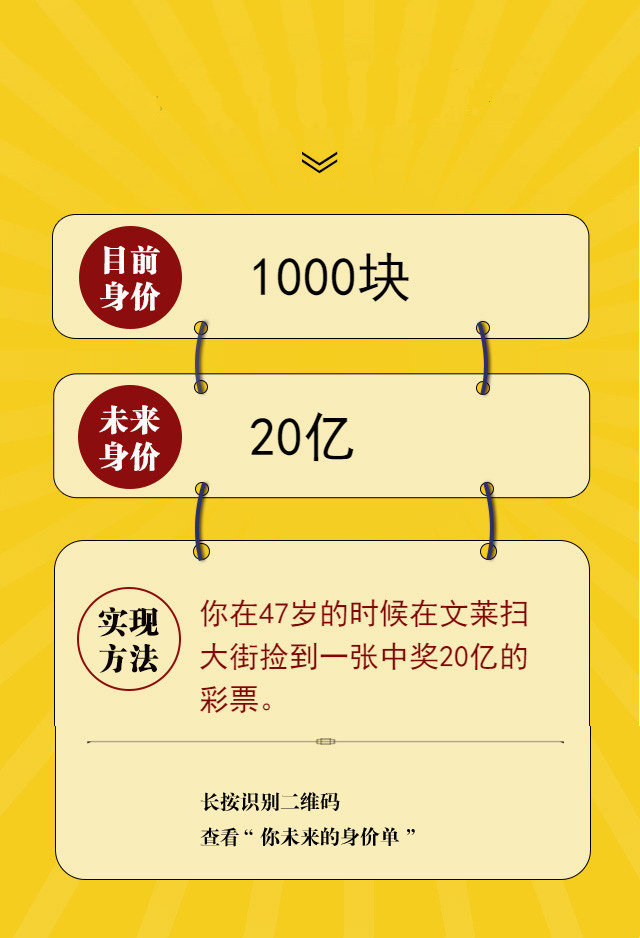 目前
身价
1000块
未来
身价
20亿
实现
方法
你在47岁的时候在文莱扫
大街捡到一张中奖20亿的
彩票。
长按识别二维码
查看“你未来的身价单”